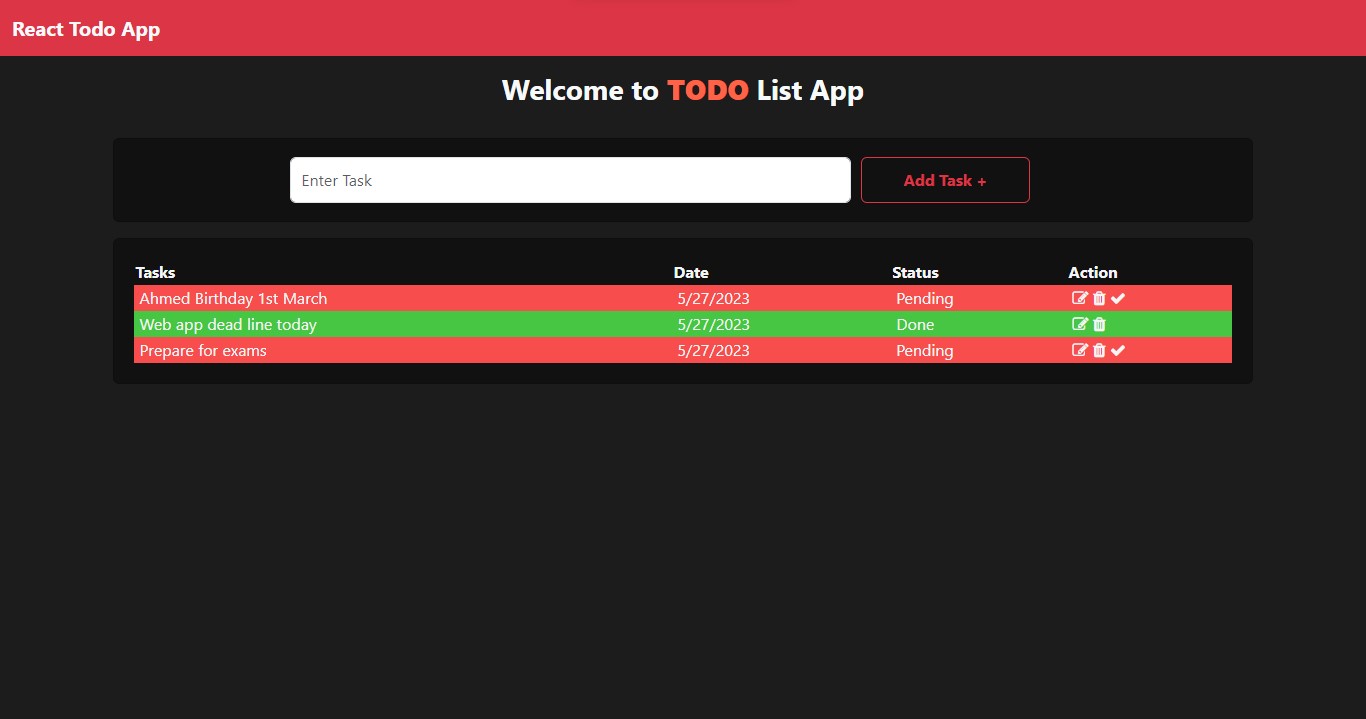 React Todo App
Welcome to TODO List App
Enter Task
Add Task +
Tasks Date Status Action
Ahmed Birthday 1st March 5/27/2023 Pending
Web app dead line today 5/27/2023 Done
Prepare for exams 5/27/2023 Pending